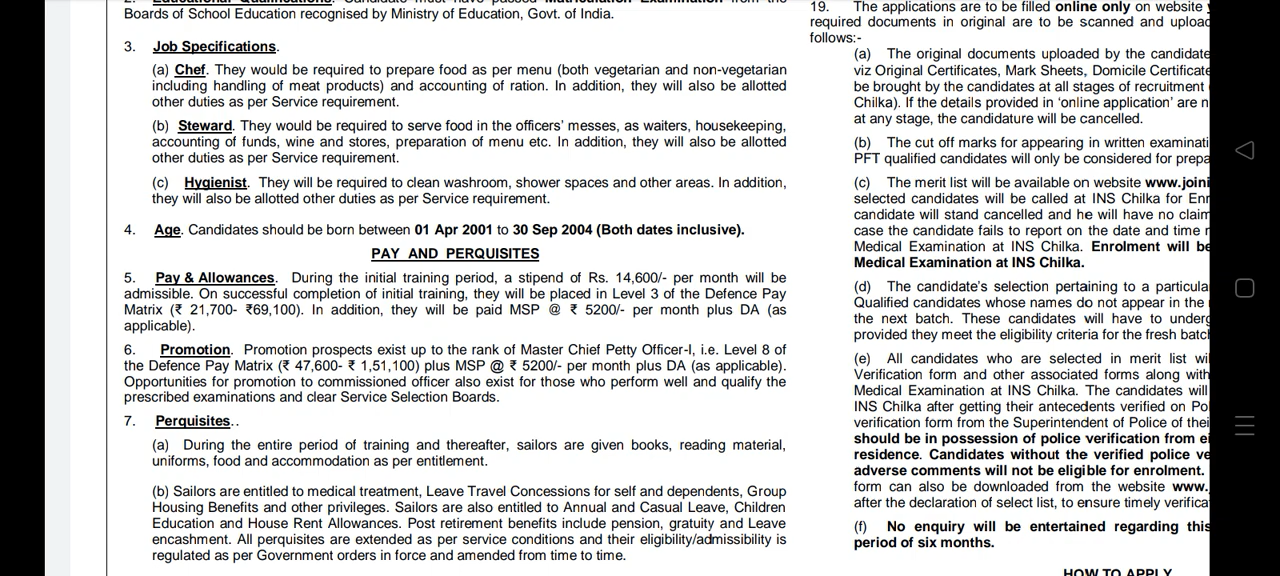 Boards of School Education recognised by Ministry of Education, Govt. of India.
3. Job Specifications.
(a) Chef. They would be required to prepare food as per menu (both vegetarian and non-vegetarian
including handling of meat products) and accounting of ration. In addition, they will also be allotted
other duties as per Service requirement.
(b) Steward. They would be required to serve food in the officers' messes, as waiters, housekeeping,
accounting of funds, wine and stores, preparation of menu etc. In addition, they will also be allotted
other duties as per Service requirement.
(c) Hygienist. They will be required to clean washroom, shower spaces and other areas. In addition,
they will also be allotted other duties as per Service requirement.
4. Age. Candidates should be born between 01 Apr 2001 to 30 Sep 2004 (Both dates inclusive).
PAY AND PERQUISITES
5. Pay & Allowances. During the initial training period, a stipend of Rs. 14,600/- per month will be
admissible. On successful completion of initial training, they will be placed in Level 3 of the Defence Pay
Matrix (₹ 21,700- ₹69,100). In addition, they will be paid MSP @ ₹ 5200/- per month plus DA (as
applicable).
6. Promotion. Promotion prospects exist up to the rank of Master Chief Petty Officer-I, i.e. Level 8 of
the Defence Pay Matrix (₹ 47,600- ₹ 1,51,100) plus MSP @ ₹ 5200/- per month plus DA (as applicable).
Opportunities for promotion to commissioned officer also exist for those who perform well and qualify the
prescribed examinations and clear Service Selection Boards.
7. Perquisites..
(a) During the entire period of training and thereafter, sailors are given books, reading material,
uniforms, food and accommodation as per entitlement.
(b) Sailors are entitled to medical treatment, Leave Travel Concessions for self and dependents, Group
Housing Benefits and other privileges. Sailors are also entitled to Annual and Casual Leave, Children
Education and House Rent Allowances. Post retirement benefits include pension, gratuity and Leave
encashment. All perquisites are extended as per service conditions and their eligibility/admissibility is
regulated as per Government orders in force and amended from time to time.
19. The applications are to be filled online only on website
required documents in original are to be scanned and upload
follows:-
(a) The original documents uploaded by the candidate
viz Original Certificates, Mark Sheets, Domicile Certificate
be brought by the candidates at all stages of recruitment
Chilka). If the details provided in 'online application' are n
at any stage, the candidature will be cancelled.
(b) The cut off marks for appearing in written examinati
PFT qualified candidates will only be considered for prepa
(c) The merit list will be available on website www.joini
selected candidates will be called at INS Chilka for Enr
candidate will stand cancelled and he will have no claim
case the candidate fails to report on the date and time
Medical Examination at INS Chilka. Enrolment will be
Medical Examination at INS Chilka.
(d) The candidate's selection pertaining to a particula
Qualified candidates whose names do not appear in the
the next batch. These candidates will have to underg
provided they meet the eligibility criteria for the fresh batch
(e) All candidates who are selected in merit list wil
Verification form and other associated forms along with
Medical Examination at INS Chilka. The candidates will
INS Chilka after getting their antecedents verified on Pol
verification form from the Superintendent of Police of thei
should be in possession of police verification from ei
residence. Candidates without the verified police ve
adverse comments will not be eligible for enrolment.
form can also be downloaded from the website www.
after the declaration of select list, to ensure timely verifica
(f) No enquiry will be entertained regarding this
period of six months.
HOW TO APPLY